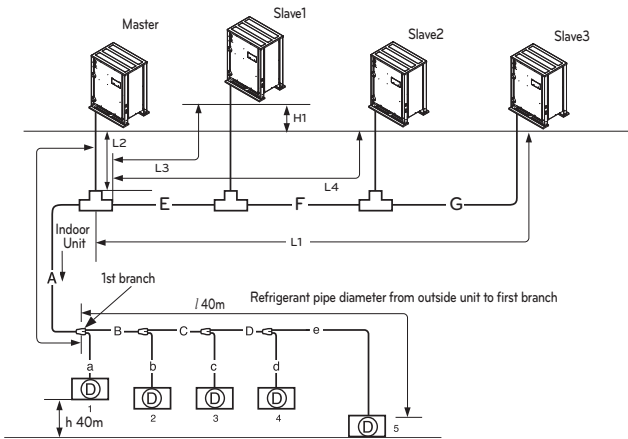 Master
Slave1
Slave2
Slave3
H1
L2
L3
L4
E
F
G
L1
Indoor
Unit
A
1st branch
l 40m
Refrigerant pipe diameter from outside unit to first branch
B
C
D
e
a
b
c
d
D
D
D
D
D
1
2
3
4
5
h 40m